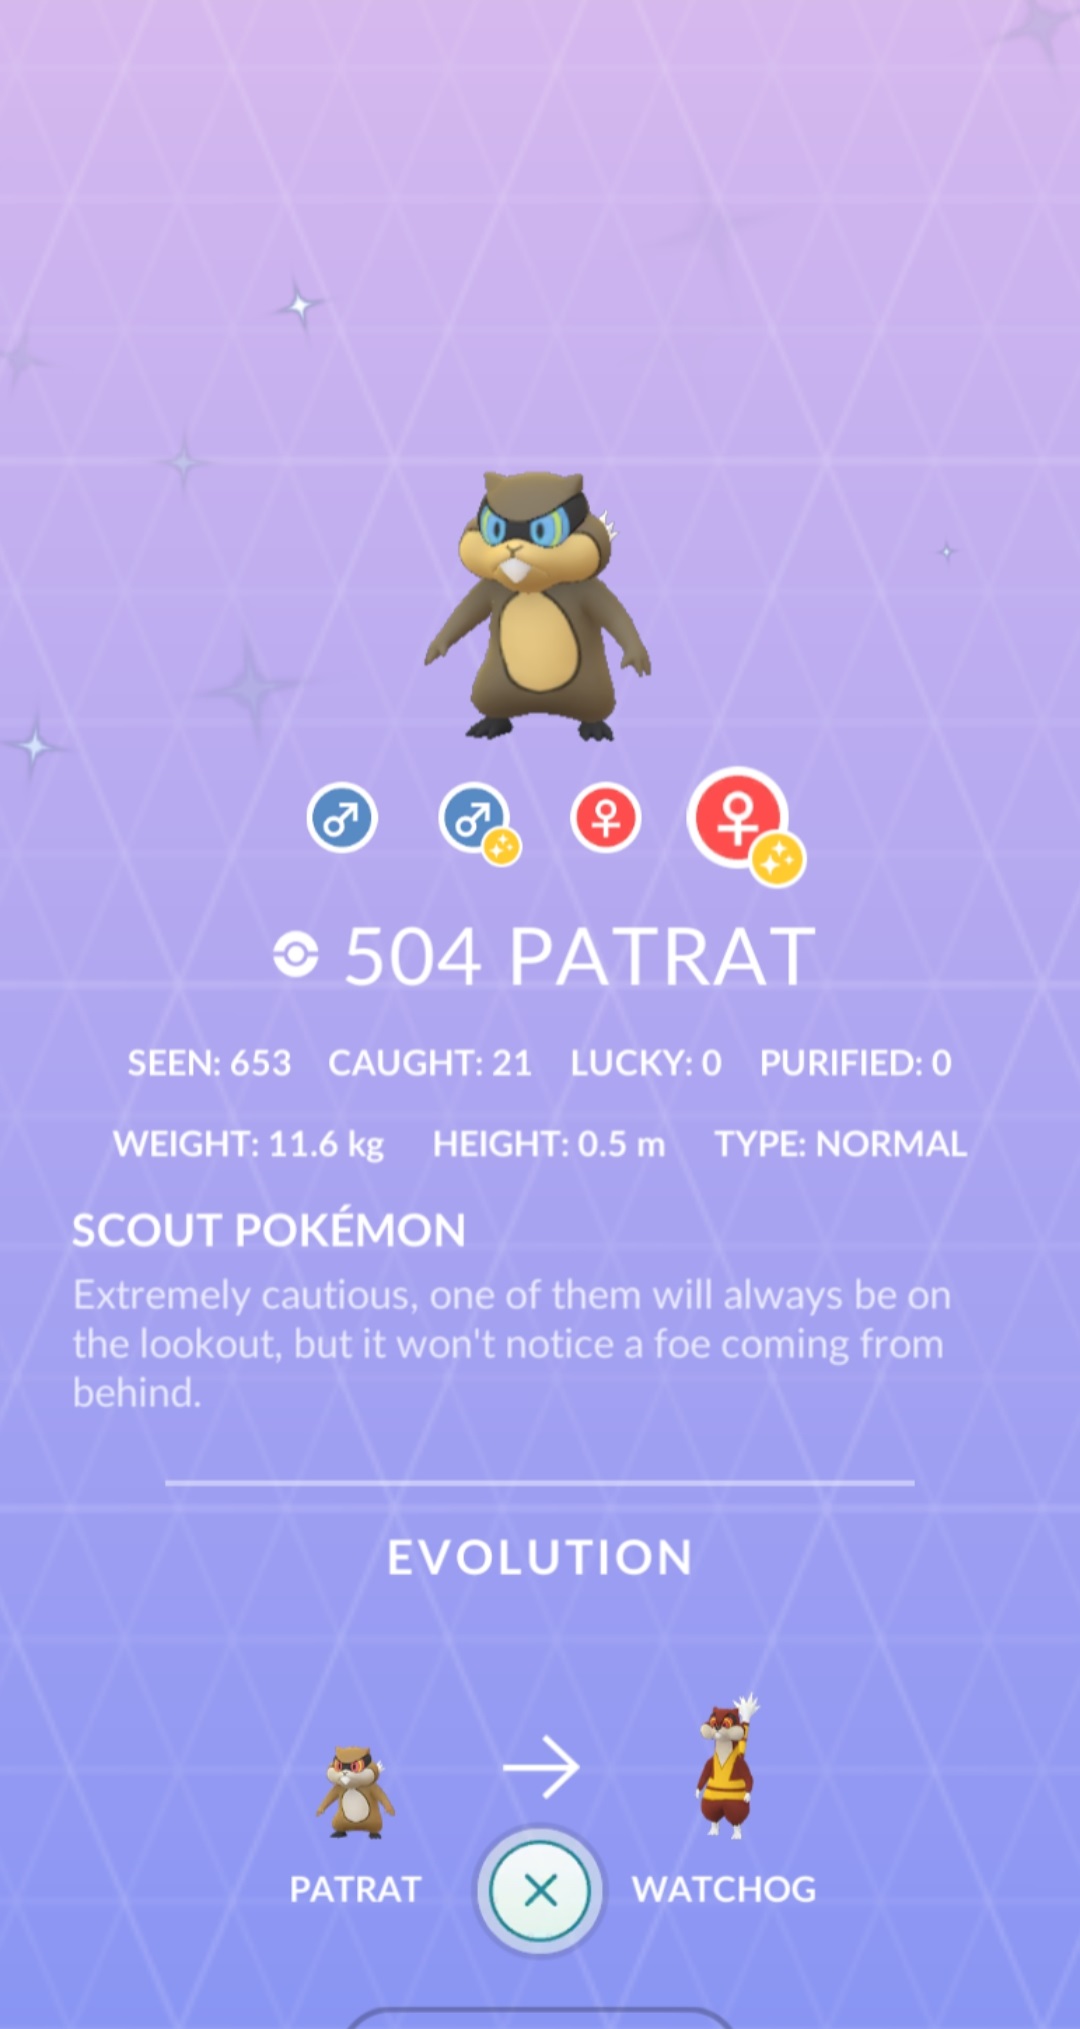 504 PATRAT
SEEN: 653 CAUGHT: 21 LUCKY: 0 PURIFIED: 0
WEIGHT: 11.6 kg HEIGHT: 0.5 m TYPE: NORMAL
SCOUT POKÉMON
Extremely cautious, one of them will always be on
the lookout, but it won't notice a foe coming from
behind.
EVOLUTION
PATRAT WATCHOG